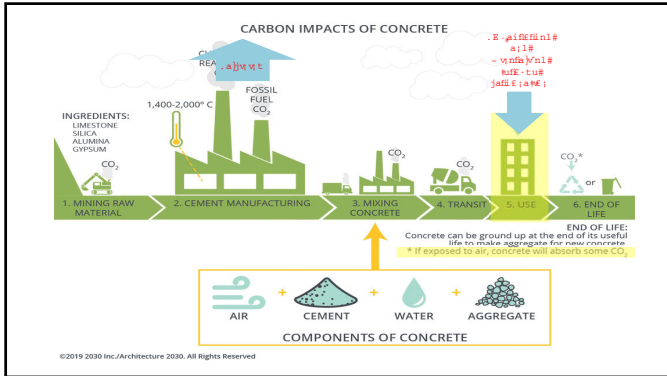 CARBON IMPACTS OF CONCRETE
FOSSIL
FUEL
CO₂
1,400-2,000° C
INGREDIENTS:
LIMESTONE
SILICA
ALUMINA
GYPSUM
CO₂
CO₂
CO₂
CO₂*
or
1. MINING RAW
MATERIAL
2. CEMENT MANUFACTURING
3. MIXING
CONCRETE
4. TRANSIT
5. USE
6. END OF
LIFE
END OF LIFE:
Concrete can be ground up at the end of its useful
life to make aggregate for new concrete.
* If exposed to air, concrete will absorb some CO₂
AIR
+
CEMENT
+
WATER
+
AGGREGATE
COMPONENTS OF CONCRETE
©2019 2030 Inc./Architecture 2030. All Rights Reserved